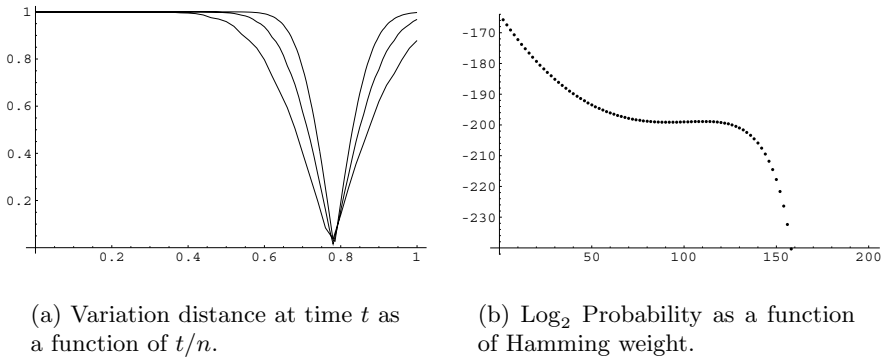 1
0.8
0.6
0.4
0.2
0.2 0.4 0.6 0.8 1
-170
-180
-190
-200
-210
-220
-230
50 100 150 200
(a) Variation distance at time t as
a function of t/n.
(b) Log₂ Probability as a function
of Hamming weight.